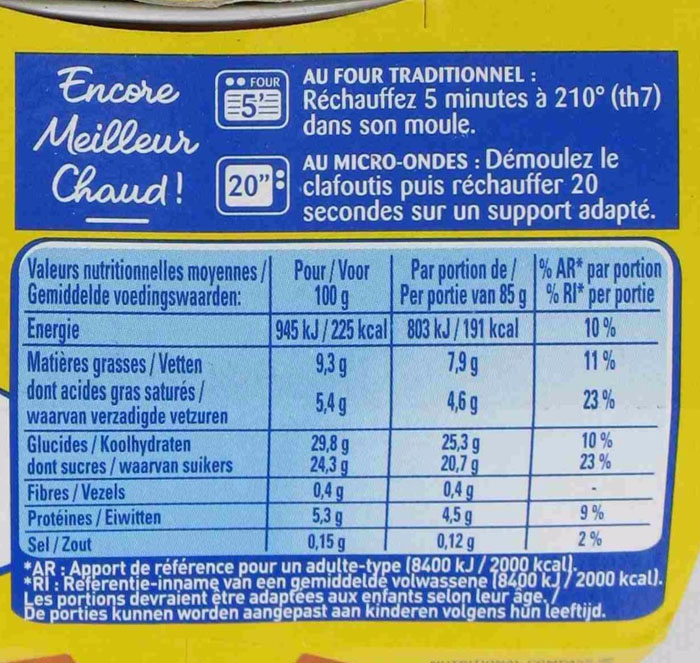 Encore
Meilleur
Chaud!
FOUR
5'
20"
AU FOUR TRADITIONNEL :
Réchauffez 5 minutes à 210° (th7)
dans son moule.
AU MICRO-ONDES : Démoulez le
clafoutis puis réchauffer 20
secondes sur un support adapté.
Valeurs nutritionnelles moyennes / Pour / Voor Par portion de / % AR* par portion
Gemiddelde voedingswaarden: 100 g Per portie van 85 g % RI* per portie
Energie 945 kJ / 225 kcal 803 kJ / 191 kcal 10 %
Matières grasses / Vetten 9,3 g 7,9 g 11 %
dont acides gras saturés /
waarvan verzadigde vetzuren 5,4 g 4,6 g 23 %
Glucides / Koolhydraten 29,8 g 25,3 g 10 %
dont sucres / waarvan suikers 24,3 g 20,7 g 23 %
Fibres / Vezels 0,4 g 0,4 g -
Protéines / Eiwitten 5,3 g 4,5 g 9 %
Sel / Zout 0,15 g 0,12 g 2 %
*AR : Apport de référence pour un adulte-type (8400 kJ / 2000 kcal).
*RI : Referentie-inname van een gemiddelde volwassene (8400 kJ / 2000 kcal).
Les portions devraient être adaptées aux enfants selon leur âge. /
De porties kunnen worden aangepast aan kinderen volgens hun leeftijd.